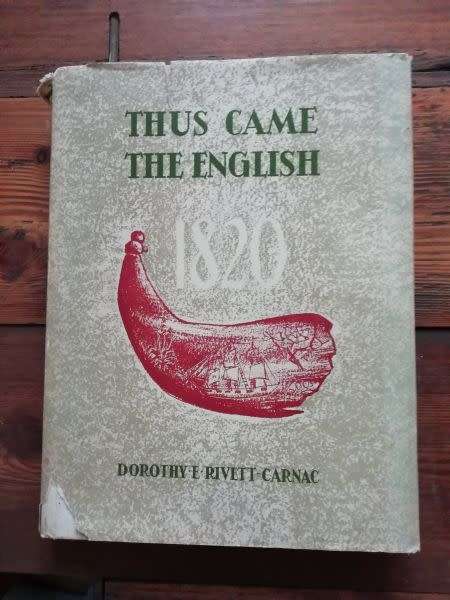 THUS CAME
THE ENGLISH
1820
DOROTHY E RIVETT-CARNAC